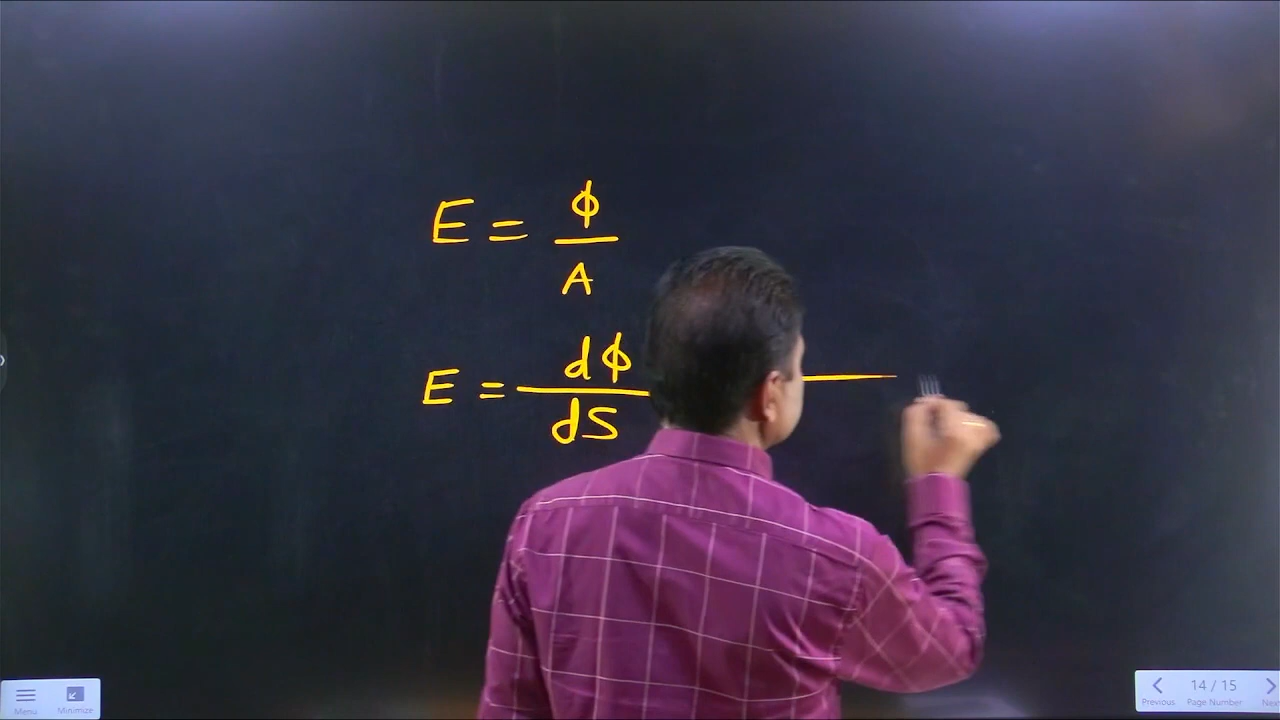 E = ϕ/A
E = dϕ/dS
Menu
Minimize
Previous
14 / 15
Page Number